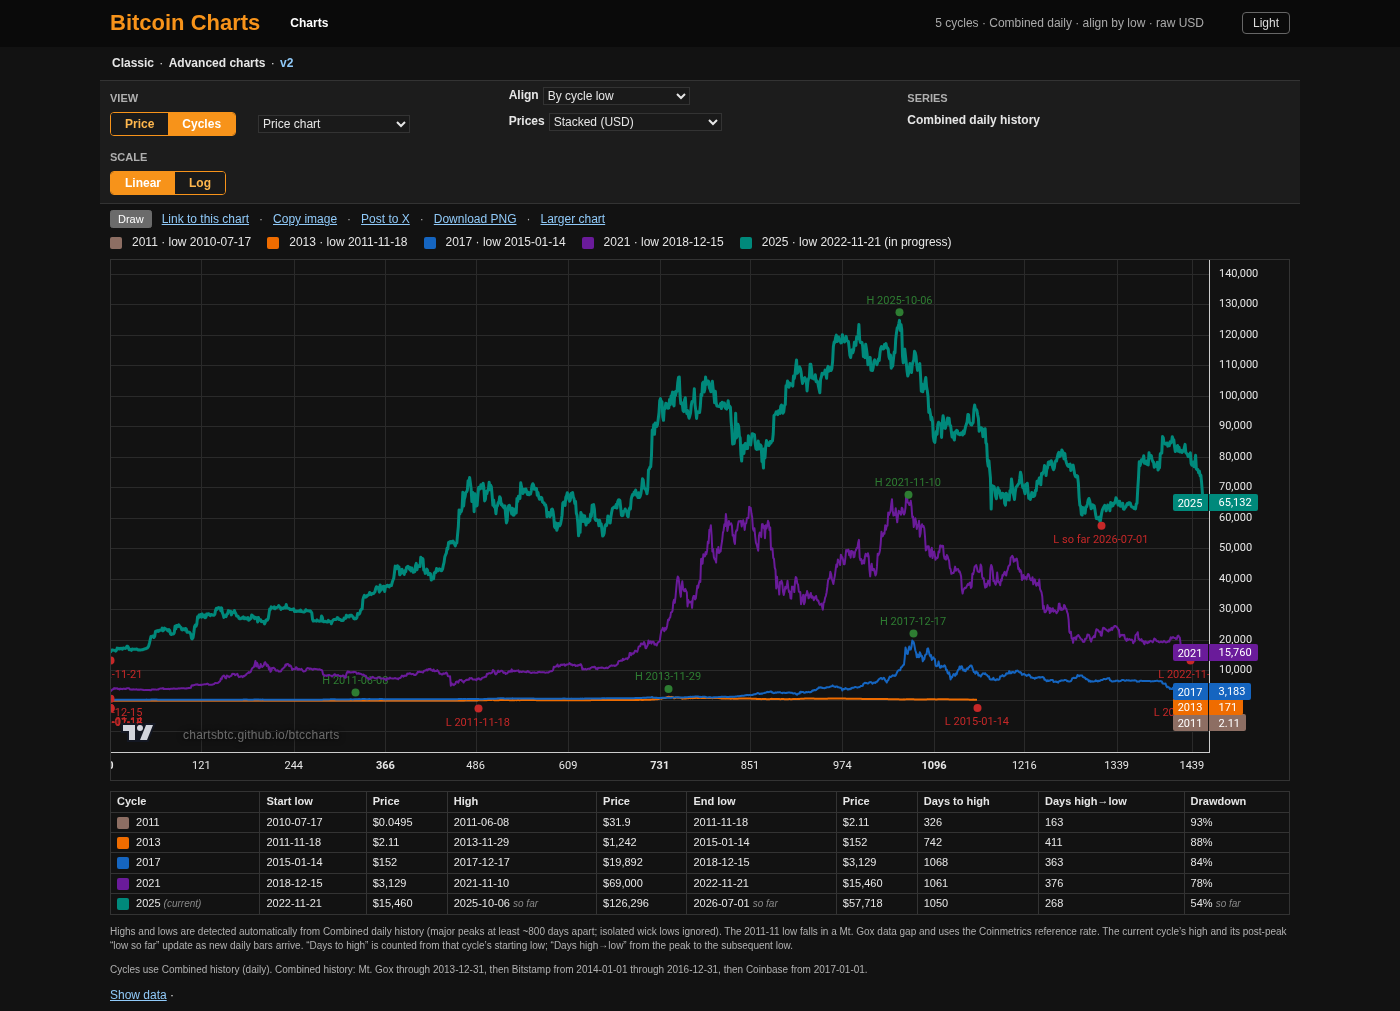 Bitcoin Charts Charts 5 cycles · Combined daily · align by low · raw USD Light
Classic · Advanced charts · v2
VIEW
Price Cycles Price chart
Align By cycle low
Prices Stacked (USD)
SERIES
Combined daily history
SCALE
Linear Log
Draw Link to this chart · Copy image · Post to X · Download PNG · Larger chart
2011 · low 2010-07-17 2013 · low 2011-11-18 2017 · low 2015-01-14 2021 · low 2018-12-15 2025 · low 2022-11-21 (in progress)
140,000
H 2025-10-06 130,000
120,000
110,000
100,000
90,000
80,000
H 2021-11-10 70,000
2025 65,132
60,000
L so far 2026-07-01
50,000
40,000
30,000
H 2017-12-17
20,000
2021 15,760
-11-21 H 2011-06-08 H 2013-11-29 L 2022-11- 10,000
2017 3,183
12-15 L 20 2013 171
L 2011-11-18 L 2015-01-14 2011 2.11
chartsbtc.github.io/btccharts
121 244 366 486 609 731 851 974 1096 1216 1339 1439
Cycle Start low Price High Price End low Price Days to high Days high→low Drawdown
2011 2010-07-17 $0.0495 2011-06-08 $31.9 2011-11-18 $2.11 326 163 93%
2013 2011-11-18 $2.11 2013-11-29 $1,242 2015-01-14 $152 742 411 88%
2017 2015-01-14 $152 2017-12-17 $19,892 2018-12-15 $3,129 1068 363 84%
2021 2018-12-15 $3,129 2021-11-10 $69,000 2022-11-21 $15,460 1061 376 78%
2025 (current) 2022-11-21 $15,460 2025-10-06 so far $126,296 2026-07-01 so far $57,718 1050 268 54% so far
Highs and lows are detected automatically from Combined daily history (major peaks at least ~800 days apart; isolated wick lows ignored). The 2011-11 low falls in a Mt. Gox data gap and uses the Coinmetrics reference rate. The current cycle's high and its post-peak
"low so far" update as new daily bars arrive. "Days to high" is counted from that cycle's starting low; "Days high→low" from the peak to the subsequent low.
Cycles use Combined history (daily). Combined history: Mt. Gox through 2013-12-31, then Bitstamp from 2014-01-01 through 2016-12-31, then Coinbase from 2017-01-01.
Show data ·